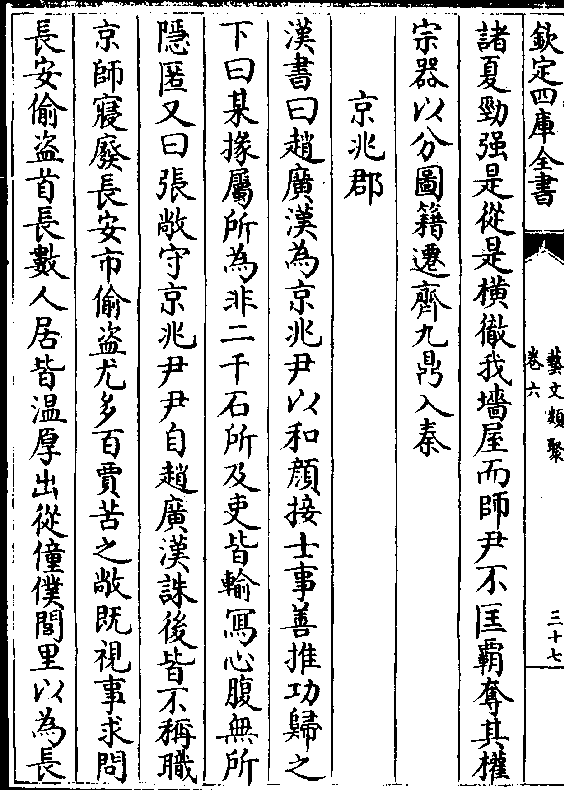 欽定四庫全書
藝文類聚
卷六
三十七
諸夏勁强是從是横徹我墻屋而師尹不匡霸奪其權
宗器以分圖籍遷齊九鼎入秦
京兆郡
漢書曰趙廣漢為京兆尹以和顔接士事善推功歸之
下曰某掾屬所為非二千石所及吏皆輸寫心腹無所
隱匿又曰張敞守京兆尹尹自趙廣漢誅後皆不稱職
京師寢廢長安市偷盗尤多百賈苦之敞既視事求問
長安偷盗首長數人居皆温厚出從僮僕閭里以為長